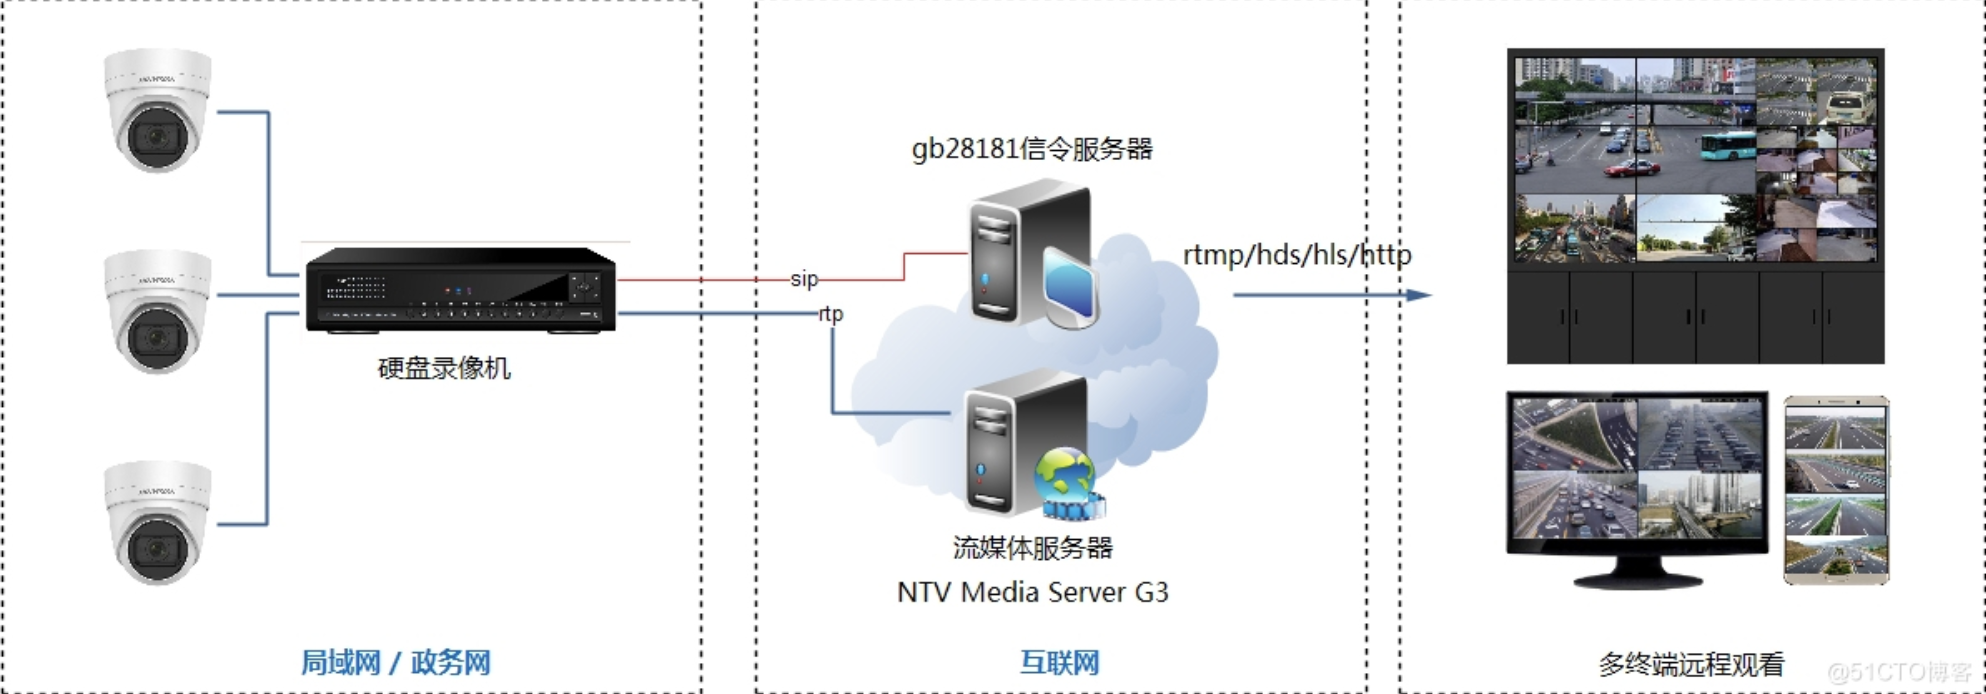 gb28181信令服务器
rtmp/hds/hls/http
sip
rtp
硬盘录像机
流媒体服务器
NTV Media Server G3
局域网 / 政务网
互联网
多终端远程观看
@51CTO博客